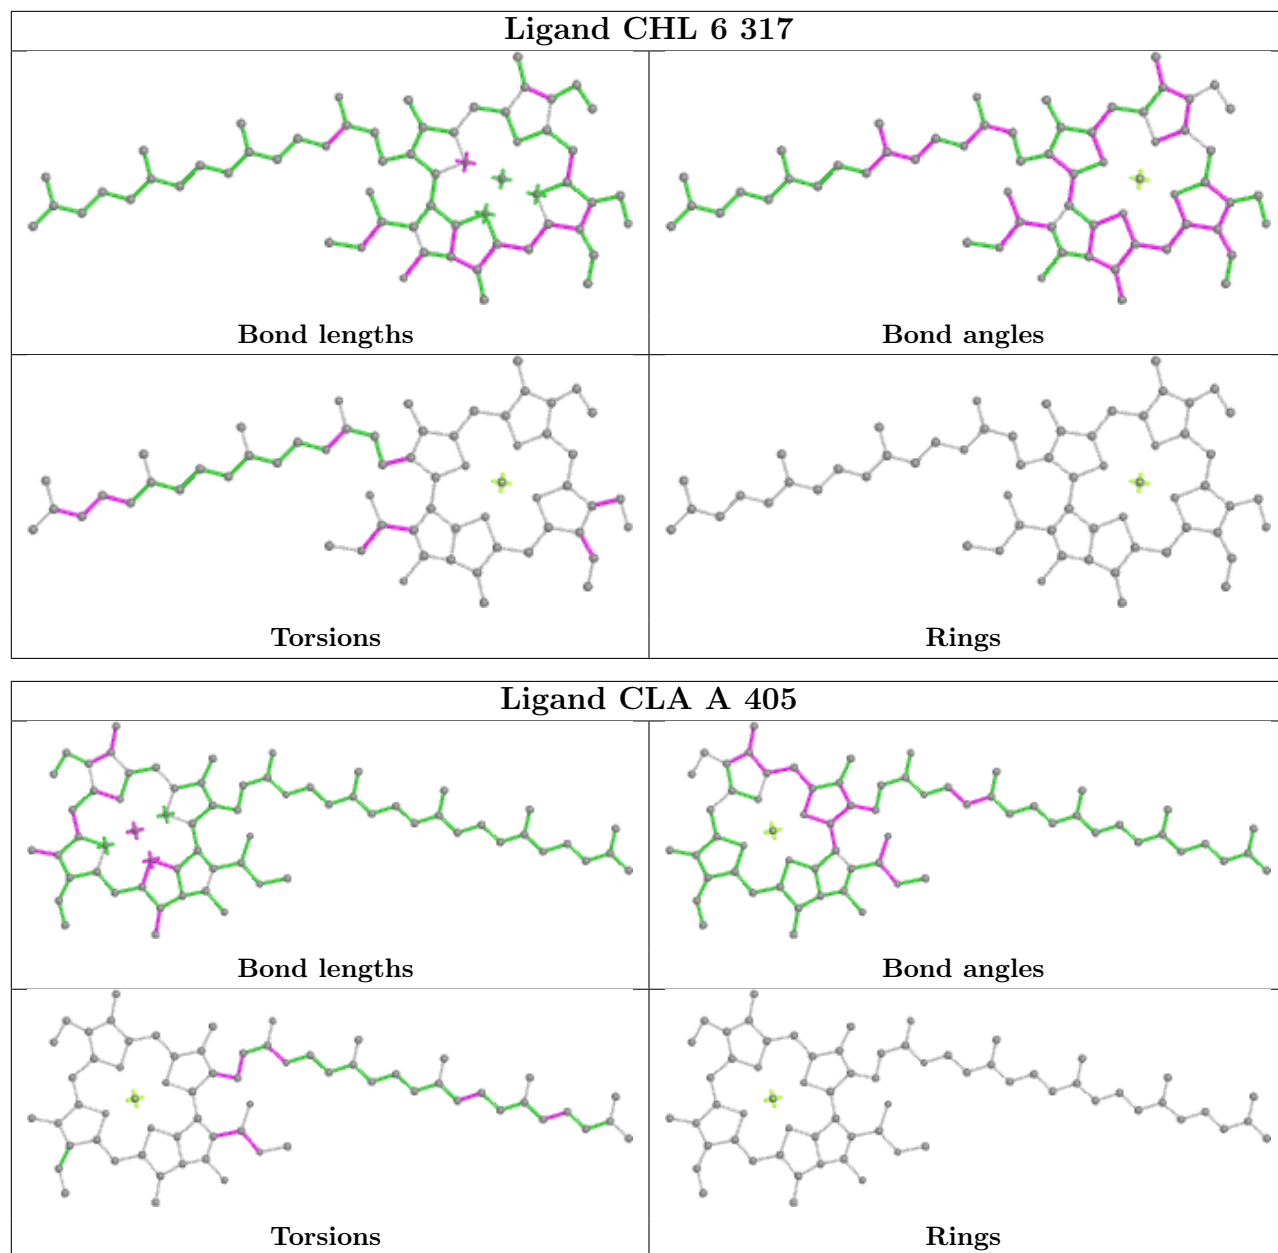 Ligand CHL 6 317
Bond lengths
Bond angles
Torsions
Rings
Ligand CLA A 405
Bond lengths
Bond angles
Torsions
Rings